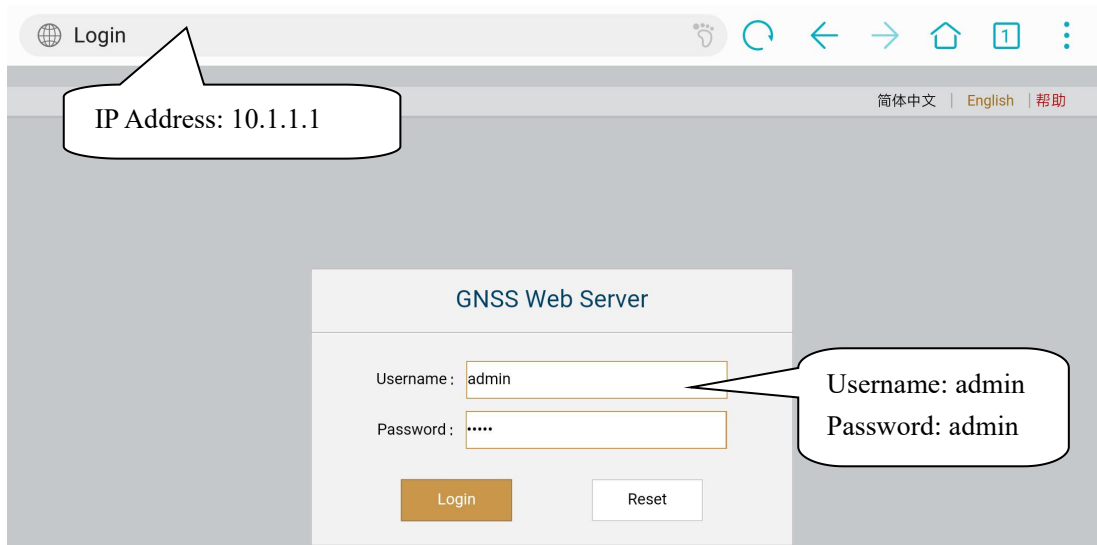 Login
1
IP Address: 10.1.1.1
简体中文 | English | 帮助
GNSS Web Server
Username: admin
Password: •••••
Username: admin
Password: admin
Login Reset